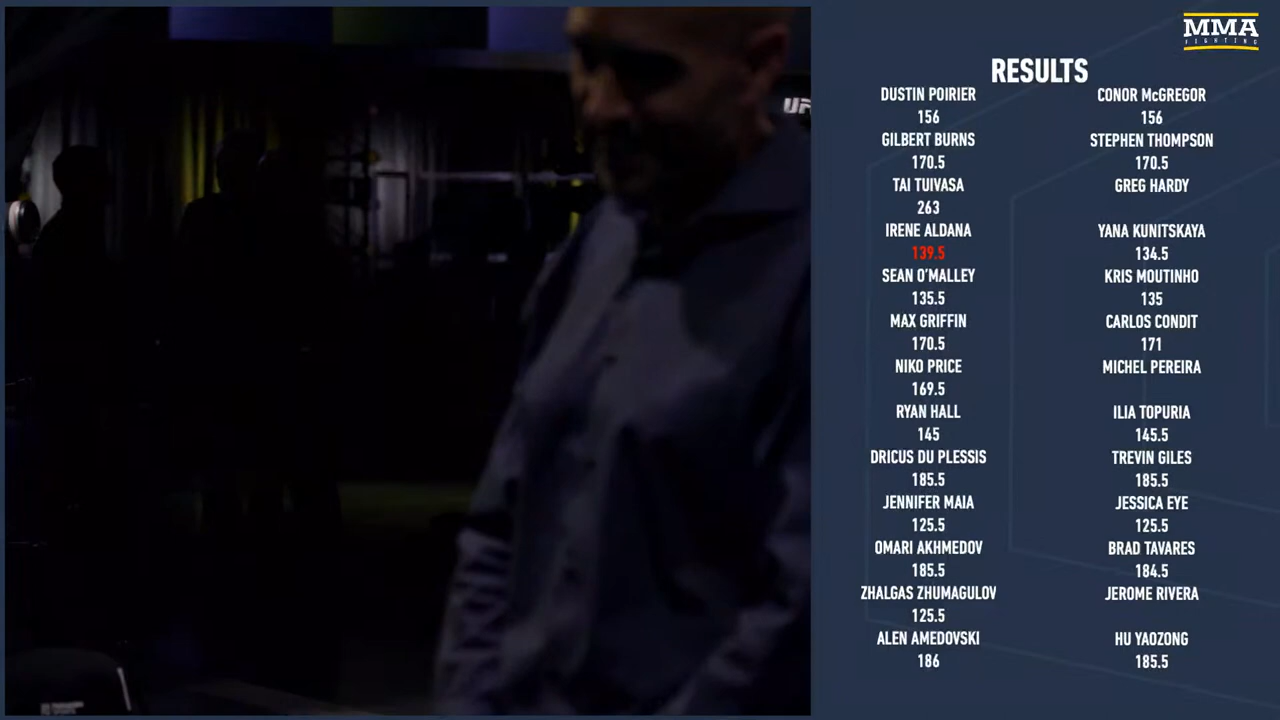 MMA
FIGHTING
UF
RESULTS
DUSTIN POIRIER CONOR McGREGOR
156 156
GILBERT BURNS STEPHEN THOMPSON
170.5 170.5
TAI TUIVASA GREG HARDY
263
IRENE ALDANA YANA KUNITSKAYA
139.5 134.5
SEAN O'MALLEY KRIS MOUTINHO
135.5 135
MAX GRIFFIN CARLOS CONDIT
170.5 171
NIKO PRICE MICHEL PEREIRA
169.5
RYAN HALL ILIA TOPURIA
145 145.5
DRICUS DU PLESSIS TREVIN GILES
185.5 185.5
JENNIFER MAIA JESSICA EYE
125.5 125.5
OMARI AKHMEDOV BRAD TAVARES
185.5 184.5
ZHALGAS ZHUMAGULOV JEROME RIVERA
125.5
ALEN AMEDOVSKI HU YAOZONG
186 185.5